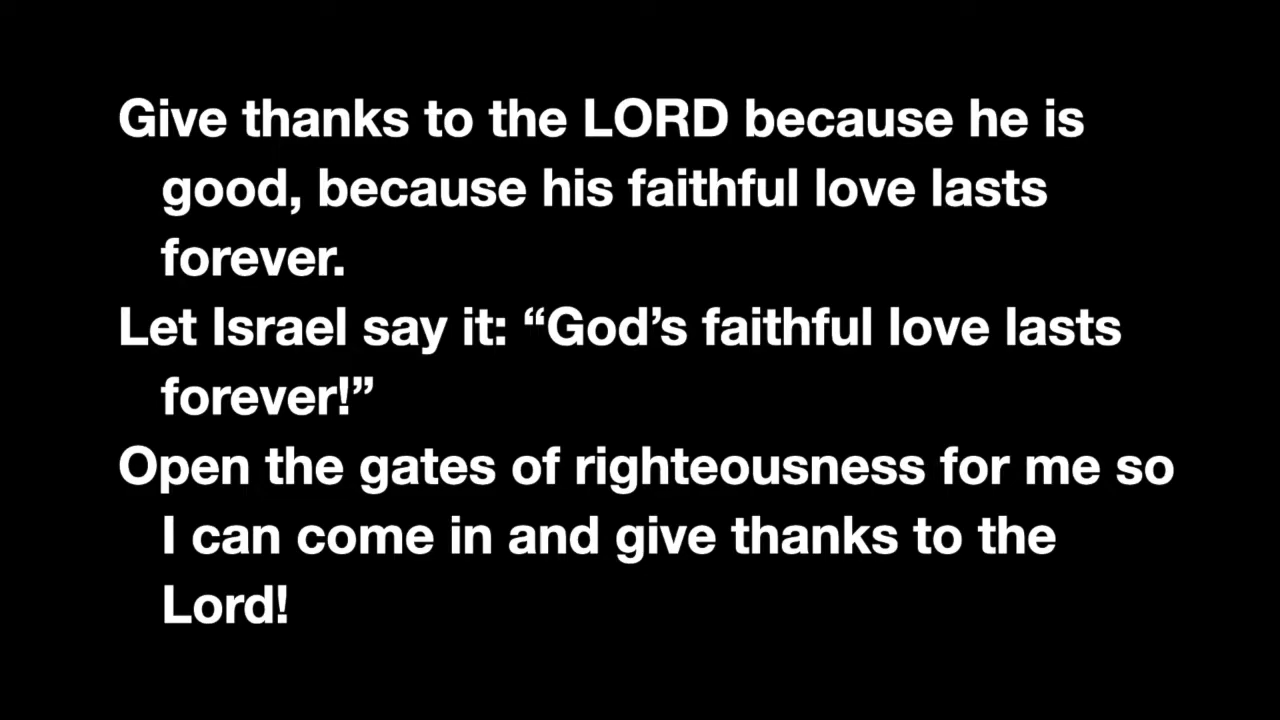 Give thanks to the LORD because he is
good, because his faithful love lasts
forever.
Let Israel say it: “God’s faithful love lasts
forever!”
Open the gates of righteousness for me so
I can come in and give thanks to the
Lord!